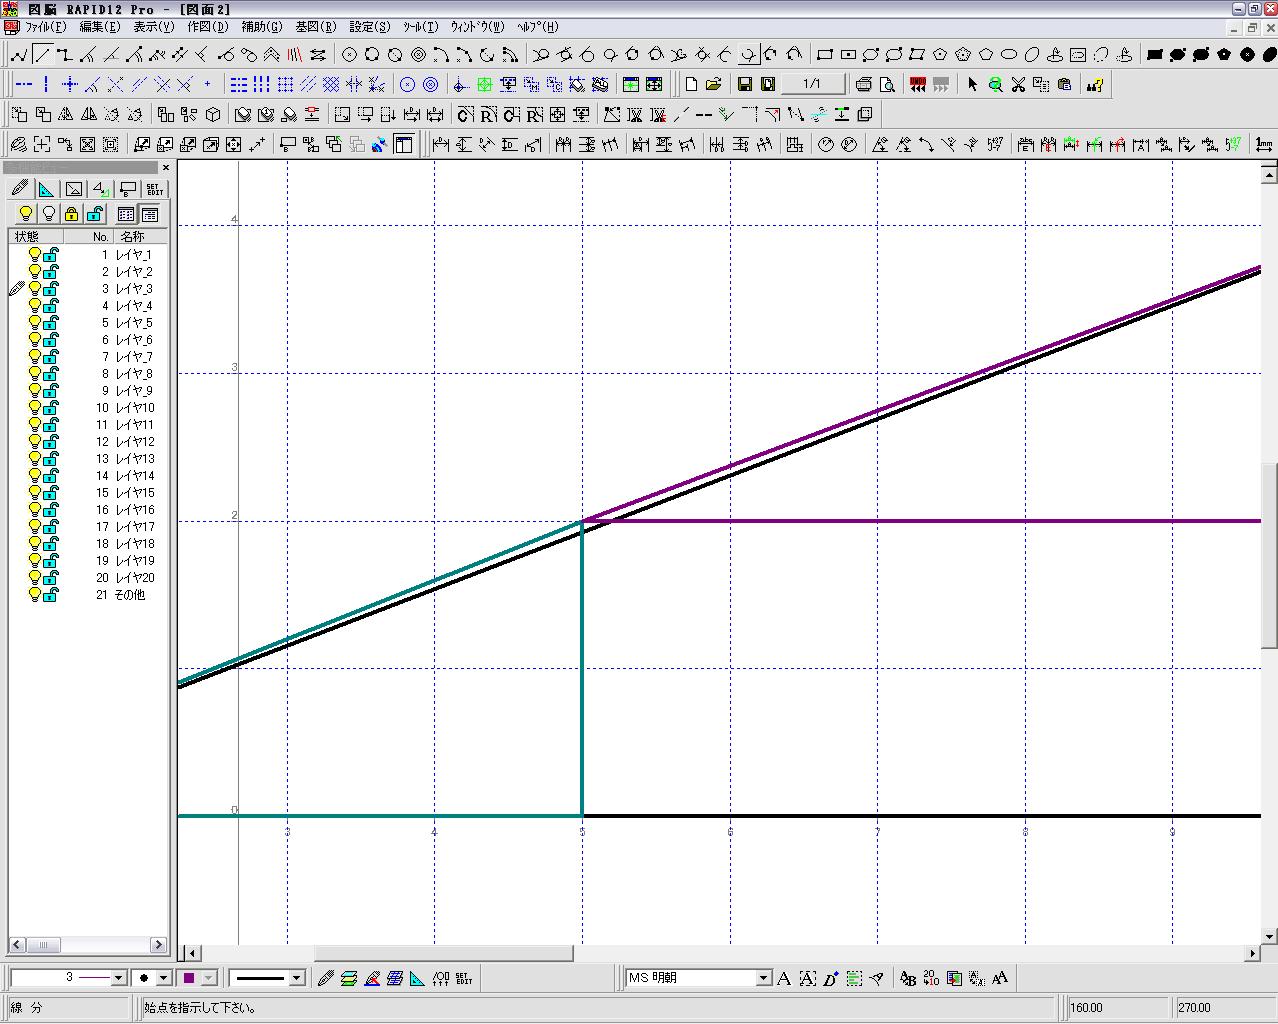 図脳 RAPID12 Pro - [図面2]
ﾌｧｲﾙ(F) 編集(E) 表示(V) 作図(D) 補助(G) 基図(R) 設定(S) ﾂｰﾙ(T) ｳｨﾝﾄﾞｳ(W) ﾍﾙﾌﾟ(H)
1/1
1mm
SET EDIT
状態 No. 名称
1 レイヤ_1
2 レイヤ_2
3 レイヤ_3
4 レイヤ_4
5 レイヤ_5
6 レイヤ_6
7 レイヤ_7
8 レイヤ_8
9 レイヤ_9
10 レイヤ10
11 レイヤ11
12 レイヤ12
13 レイヤ13
14 レイヤ14
15 レイヤ15
16 レイヤ16
17 レイヤ17
18 レイヤ18
19 レイヤ19
20 レイヤ20
21 その他
4
3
2
0
3 4 5 6 7 8 9
3 SET EDIT MS 明朝
線 分 始点を指示して下さい。 160.00 270.00